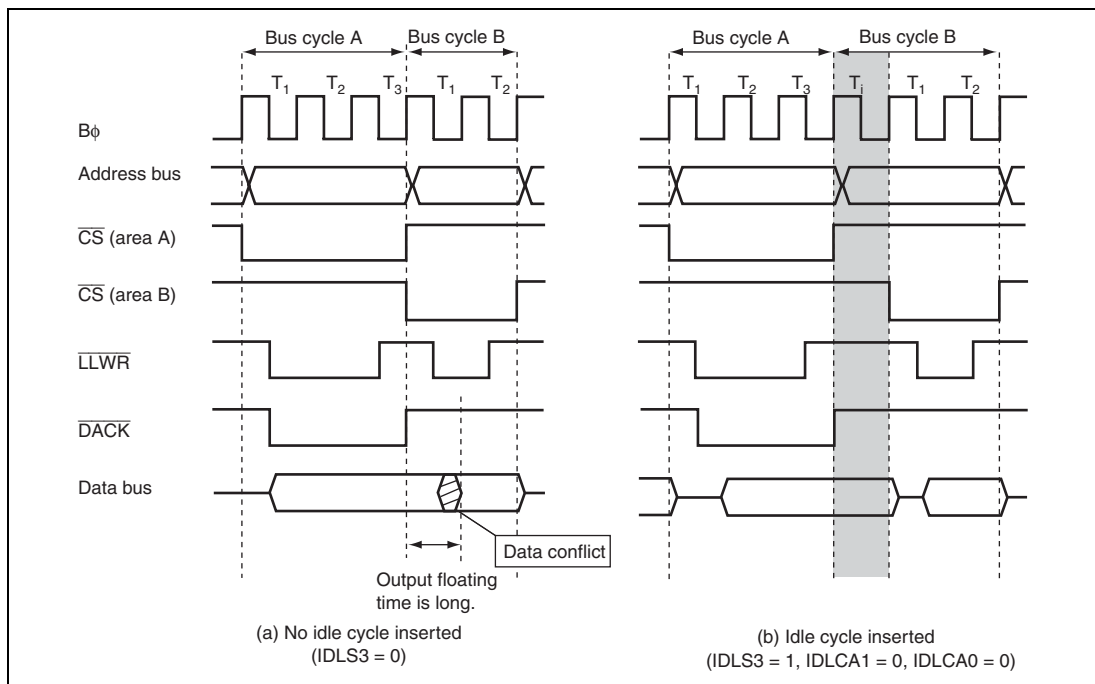 Bus cycle A Bus cycle B Bus cycle A Bus cycle B
T1 T2 T3 T1 T2 T1 T2 T3 Ti T1 T2
Bϕ
Address bus
CS (area A)
CS (area B)
LLWR
DACK
Data bus
Data conflict
Output floating
time is long.
(a) No idle cycle inserted
(IDLS3 = 0)
(b) Idle cycle inserted
(IDLS3 = 1, IDLCA1 = 0, IDLCA0 = 0)